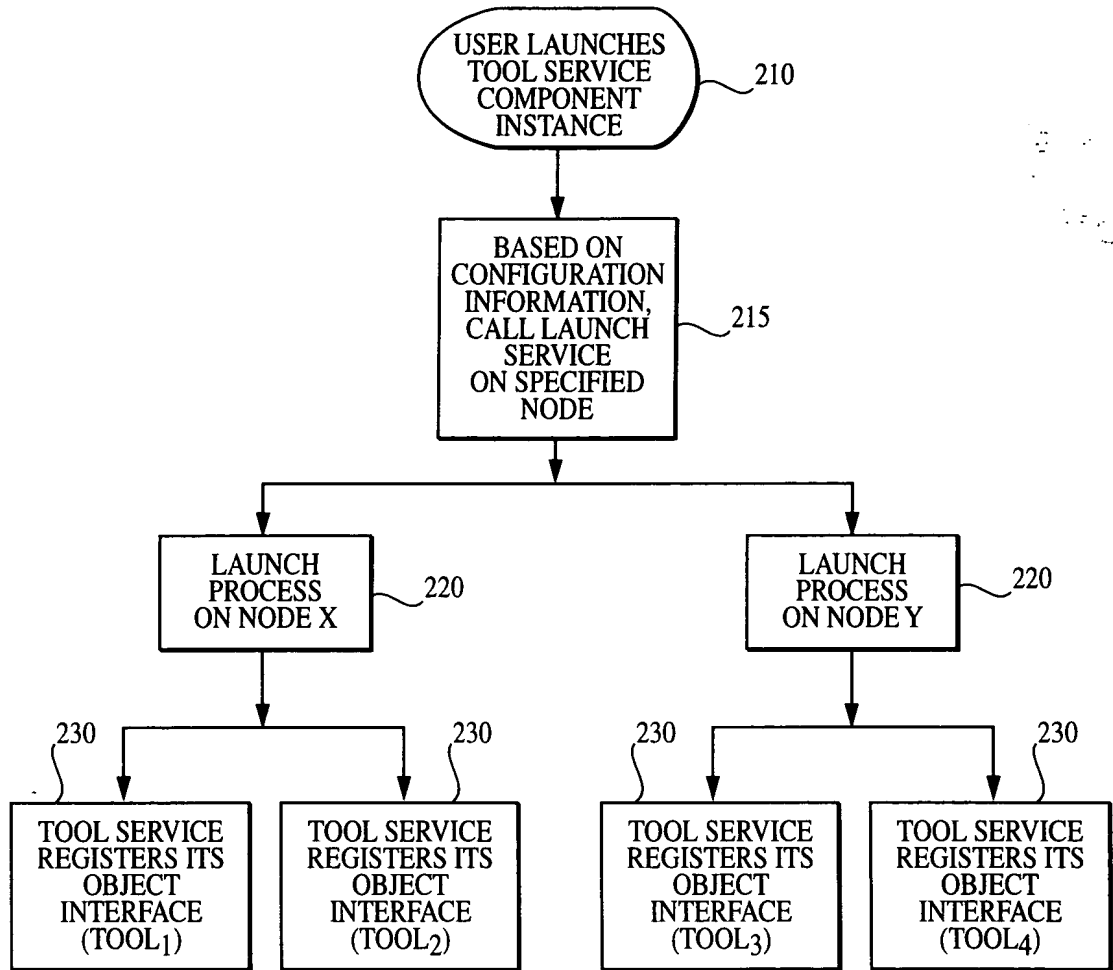 USER LAUNCHES
TOOL SERVICE
COMPONENT
INSTANCE
210
BASED ON
CONFIGURATION
INFORMATION,
CALL LAUNCH
SERVICE
ON SPECIFIED
NODE
215
LAUNCH
PROCESS
ON NODE X
220
LAUNCH
PROCESS
ON NODE Y
220
230
TOOL SERVICE
REGISTERS ITS
OBJECT
INTERFACE
(TOOL₁)
230
TOOL SERVICE
REGISTERS ITS
OBJECT
INTERFACE
(TOOL₂)
230
TOOL SERVICE
REGISTERS ITS
OBJECT
INTERFACE
(TOOL₃)
230
TOOL SERVICE
REGISTERS ITS
OBJECT
INTERFACE
(TOOL₄)